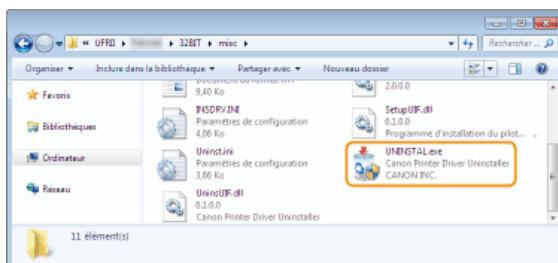 « UFRII ▸ ▸ 32BIT ▸ misc ▸
Rechercher...
Organiser ▾ Inclure dans la bibliothèque ▾ Partager avec ▾ Nouveau dossier
Favoris
Bibliothèques
Ordinateur
Réseau
9,40 Ko
INSDRV.INI
Paramètres de configuration
4,06 Ko
Uninst.ini
Paramètres de configuration
3,66 Ko
UninsUIF.dll
6.1.0.0
Canon Printer Driver Uninstaller
2.0.0.0
SetupUIF.dll
6.1.0.0
Programme d'installation du pilot...
UNINSTAL.exe
Canon Printer Driver Uninstaller
CANON INC.
11 élément(s)